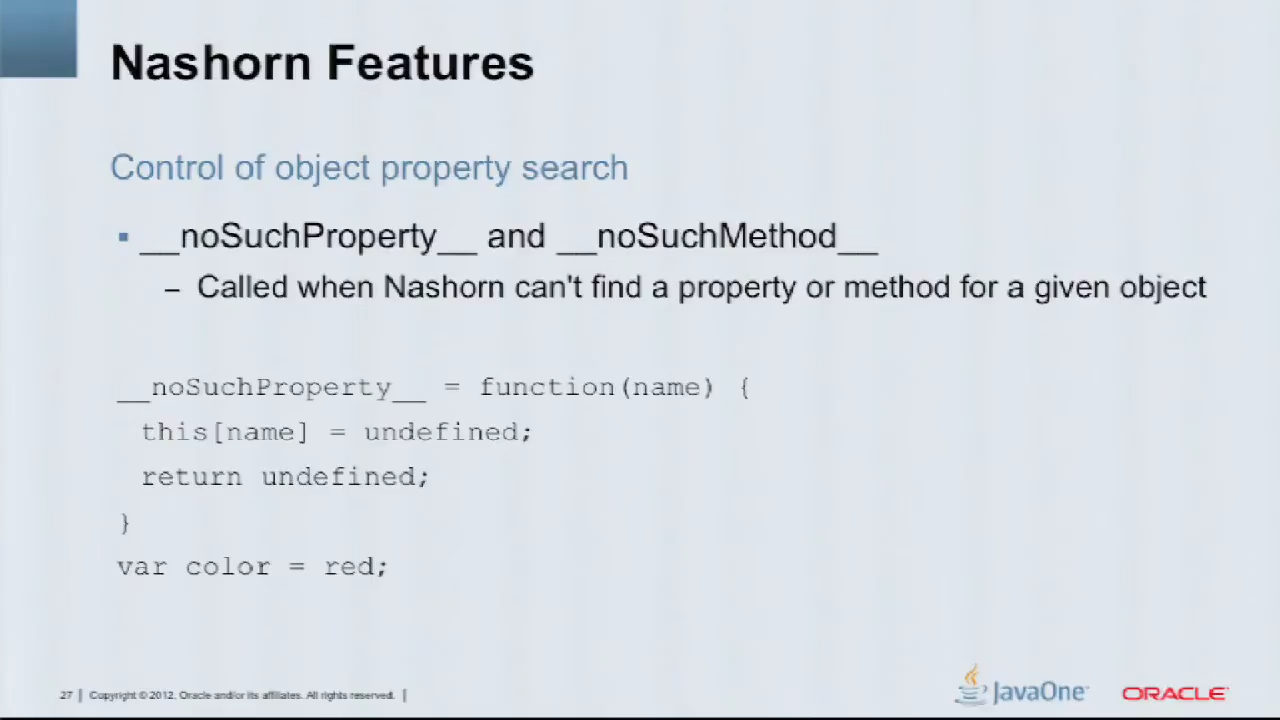 Nashorn Features
Control of object property search
▪ __noSuchProperty__ and __noSuchMethod__
– Called when Nashorn can't find a property or method for a given object
__noSuchProperty__ = function(name) {
this[name] = undefined;
return undefined;
}
var color = red;
27 | Copyright © 2012, Oracle and/or its affiliates. All rights reserved. |
JavaOne
ORACLE